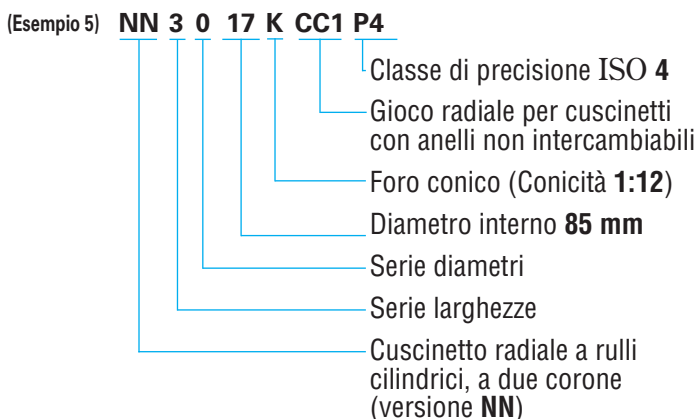 (Esempio 5) NN 3 0 17 K CC1 P4
Classe di precisione ISO 4
Gioco radiale per cuscinetti
con anelli non intercambiabili
Foro conico (Conicità 1:12)
Diametro interno 85 mm
Serie diametri
Serie larghezze
Cuscinetto radiale a rulli
cilindrici, a due corone
(versione NN)